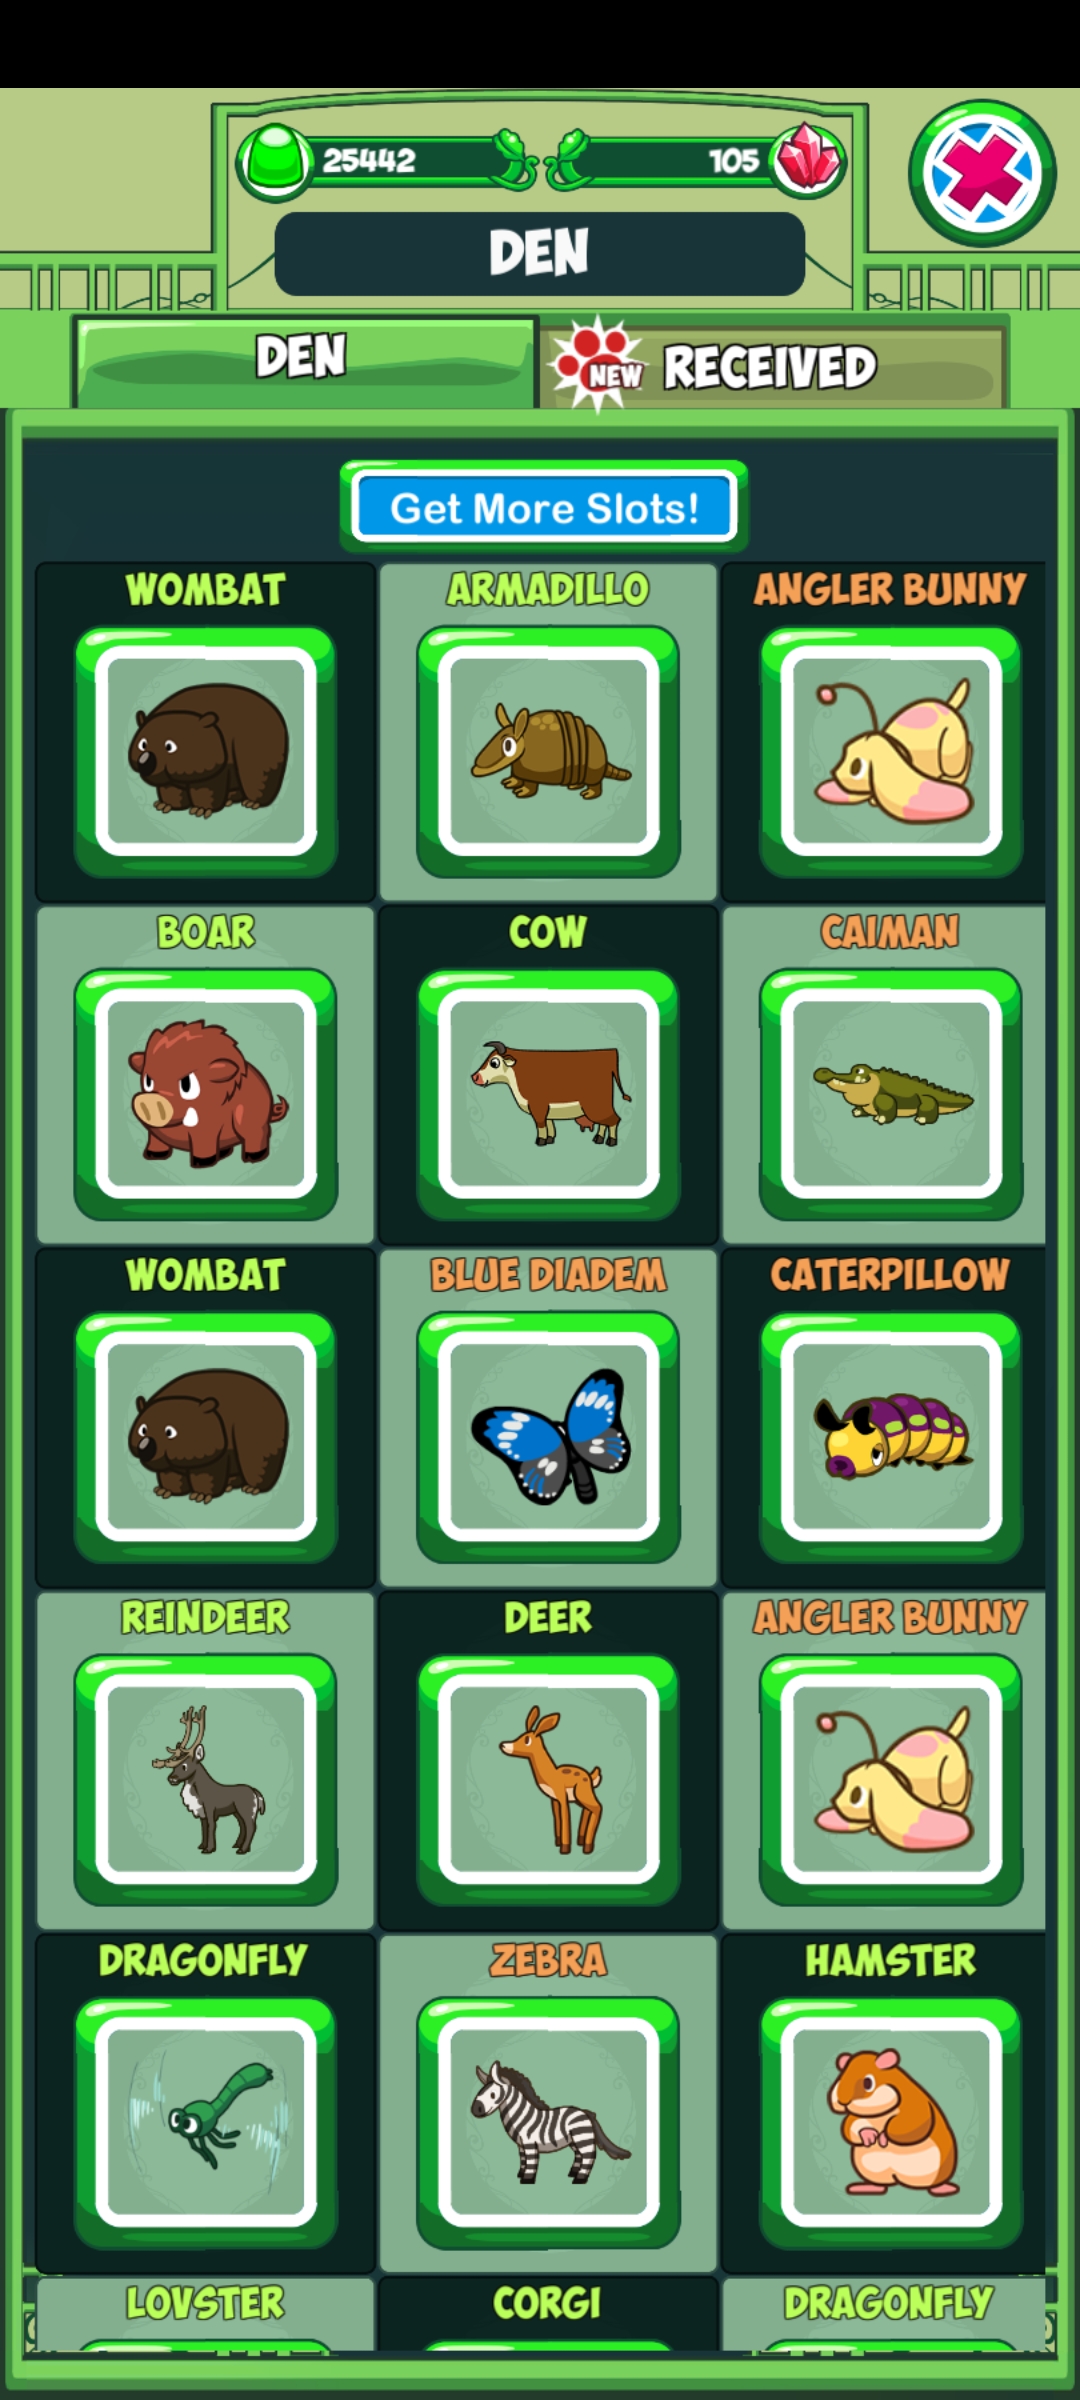 25442
105
DEN
DEN
NEW RECEIVED
Get More Slots!
WOMBAT
ARMADILLO
ANGLER BUNNY
BOAR
COW
CAIMAN
WOMBAT
BLUE DIADEM
CATERPILLOW
REINDEER
DEER
ANGLER BUNNY
DRAGONFLY
ZEBRA
HAMSTER
LOVSTER
CORGI
DRAGONFLY